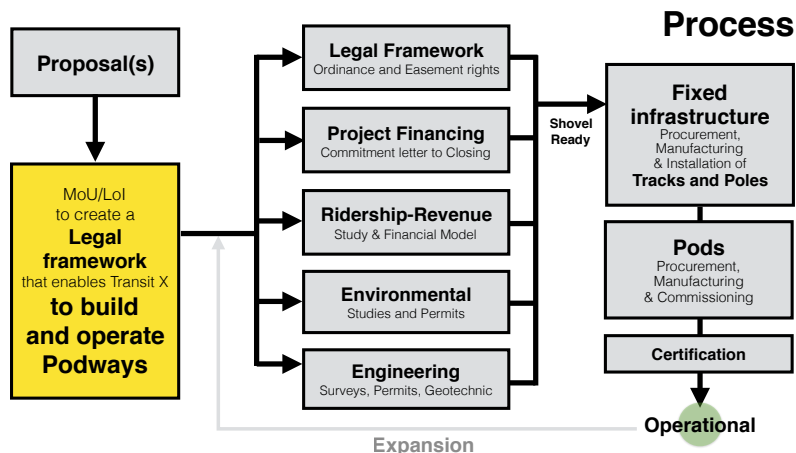 Process
Proposal(s)
MoU/LoI
to create a
Legal
framework
that enables Transit X
to build
and operate
Podways
Legal Framework
Ordinance and Easement rights
Project Financing
Commitment letter to Closing
Ridership-Revenue
Study & Financial Model
Environmental
Studies and Permits
Engineering
Surveys, Permits, Geotechnic
Shovel
Ready
Fixed
infrastructure
Procurement,
Manufacturing
& Installation of
Tracks and Poles
Pods
Procurement,
Manufacturing
& Commissioning
Certification
Operational
Expansion